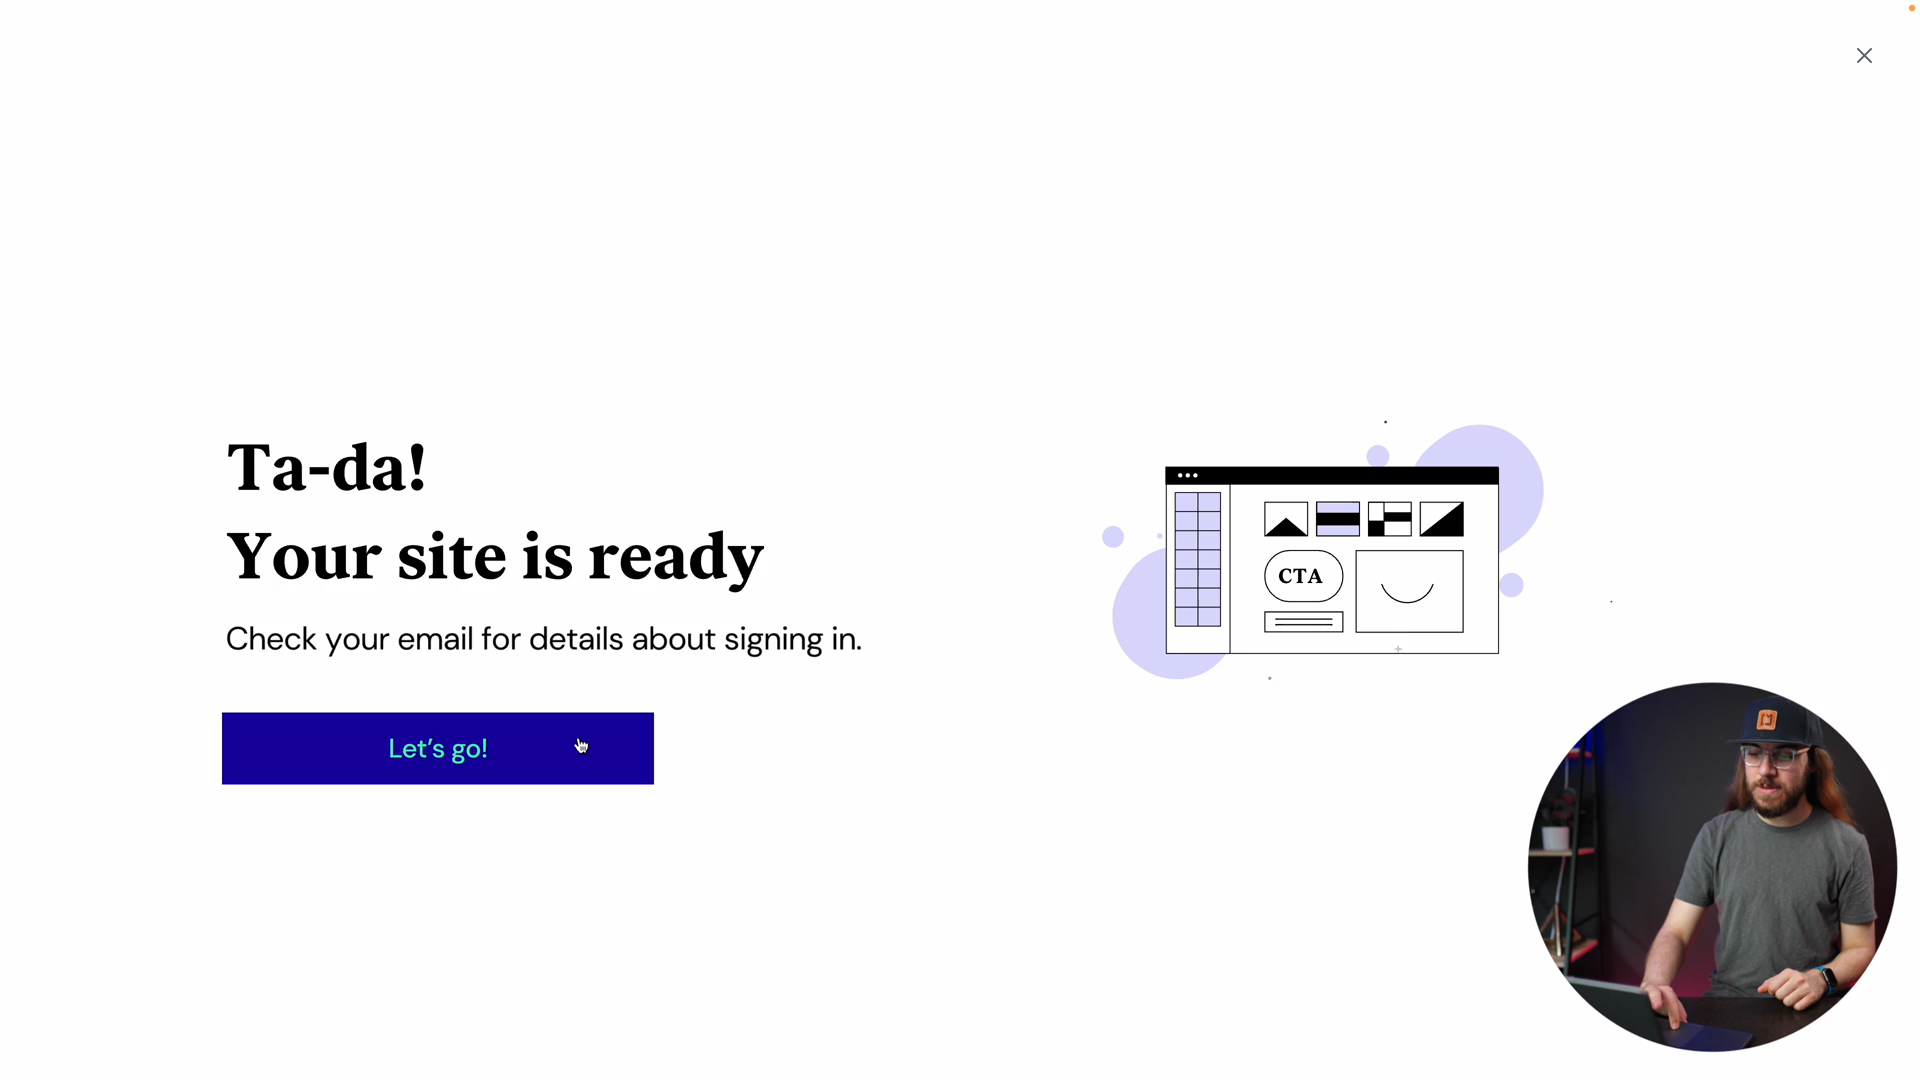 Ta-da!
Your site is ready
Check your email for details about signing in.
Let's go!
CTA